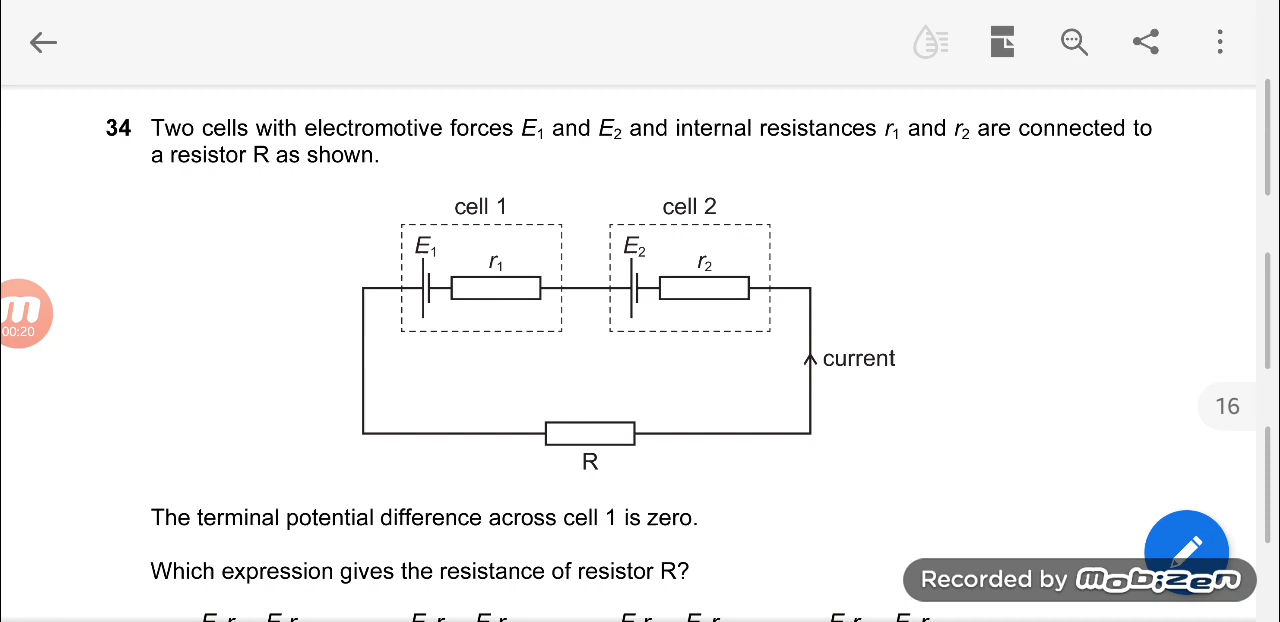 34 Two cells with electromotive forces E₁ and E₂ and internal resistances r₁ and r₂ are connected to
a resistor R as shown.
cell 1 cell 2
E₁ E₂
r₁ r₂
m
00:20
current
16
R
The terminal potential difference across cell 1 is zero.
Which expression gives the resistance of resistor R?
Recorded by Mobizen